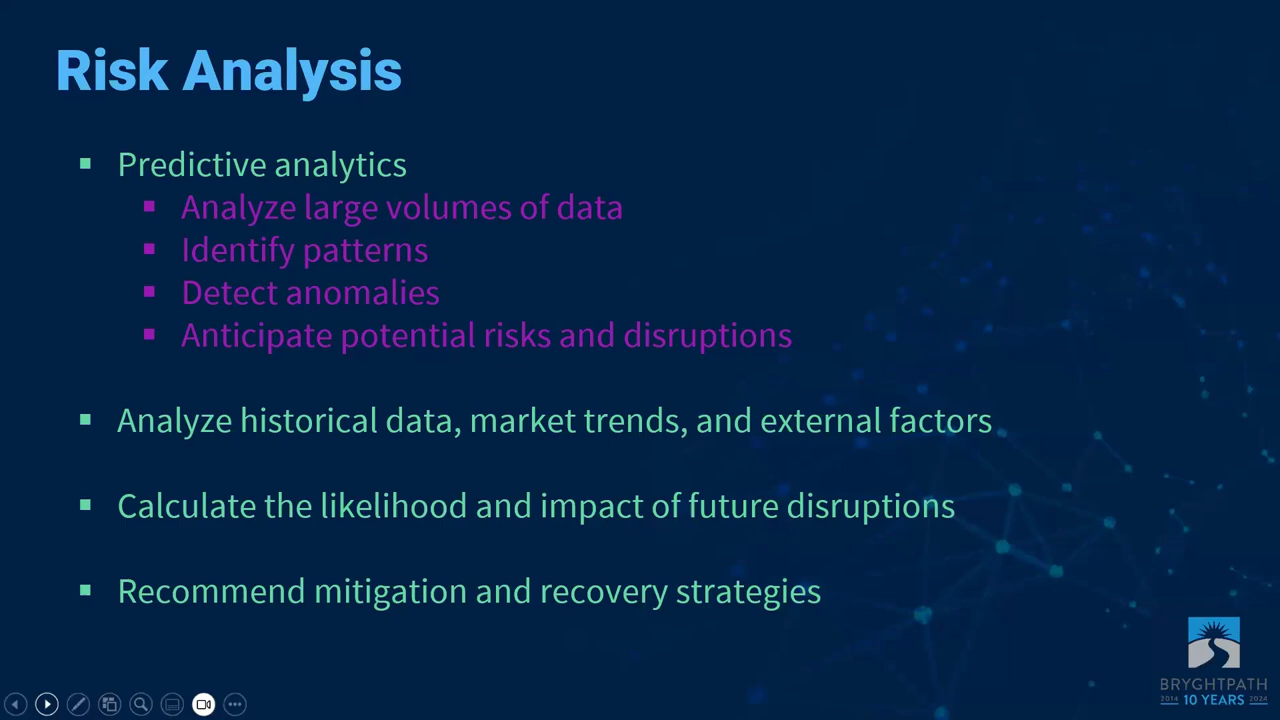 Risk Analysis
Predictive analytics
Analyze large volumes of data
Identify patterns
Detect anomalies
Anticipate potential risks and disruptions
Analyze historical data, market trends, and external factors
Calculate the likelihood and impact of future disruptions
Recommend mitigation and recovery strategies
BRYGHTPATH
2014 10 YEARS 2024